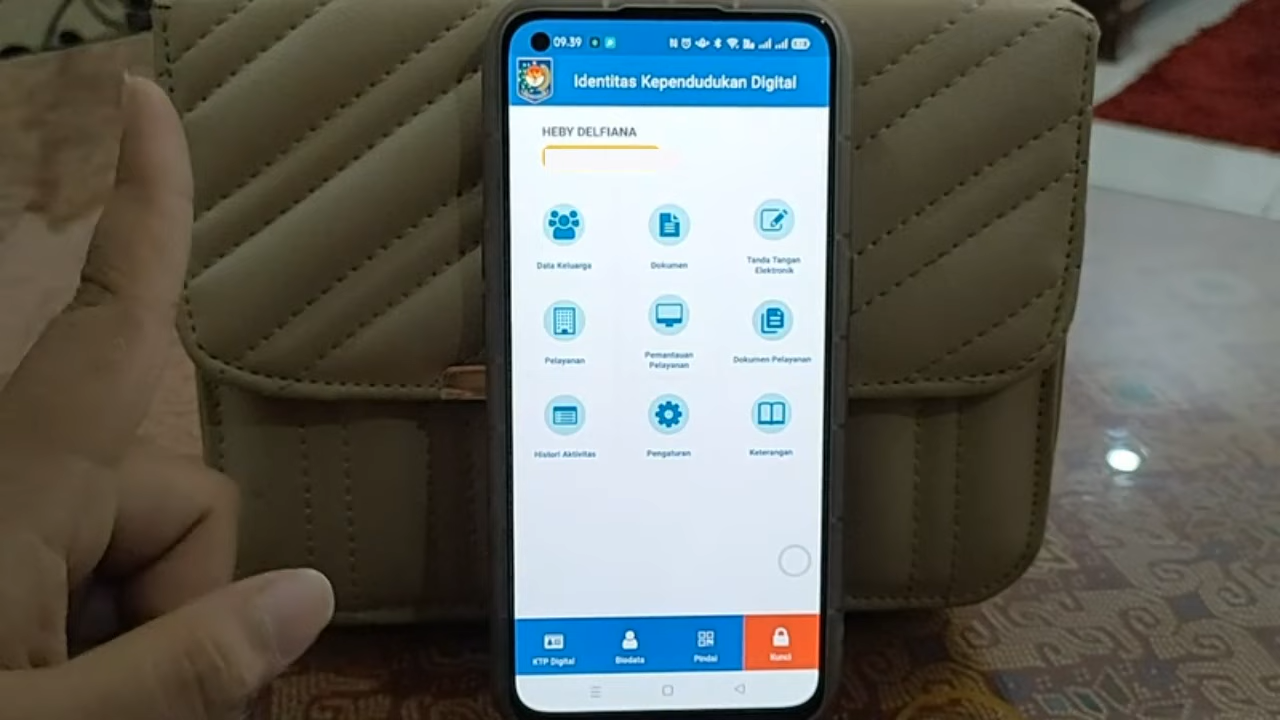 09.39
Identitas Kependudukan Digital
HEBY DELFIANA
Data Keluarga
Dokumen
Tanda Tangan
Elektronik
Pelayanan
Pemantauan
Pelayanan
Dokumen Pelayanan
Histori Aktivitas
Pengaturan
Keterangan
KTP Digital
Biodata
Pindai
Kunci